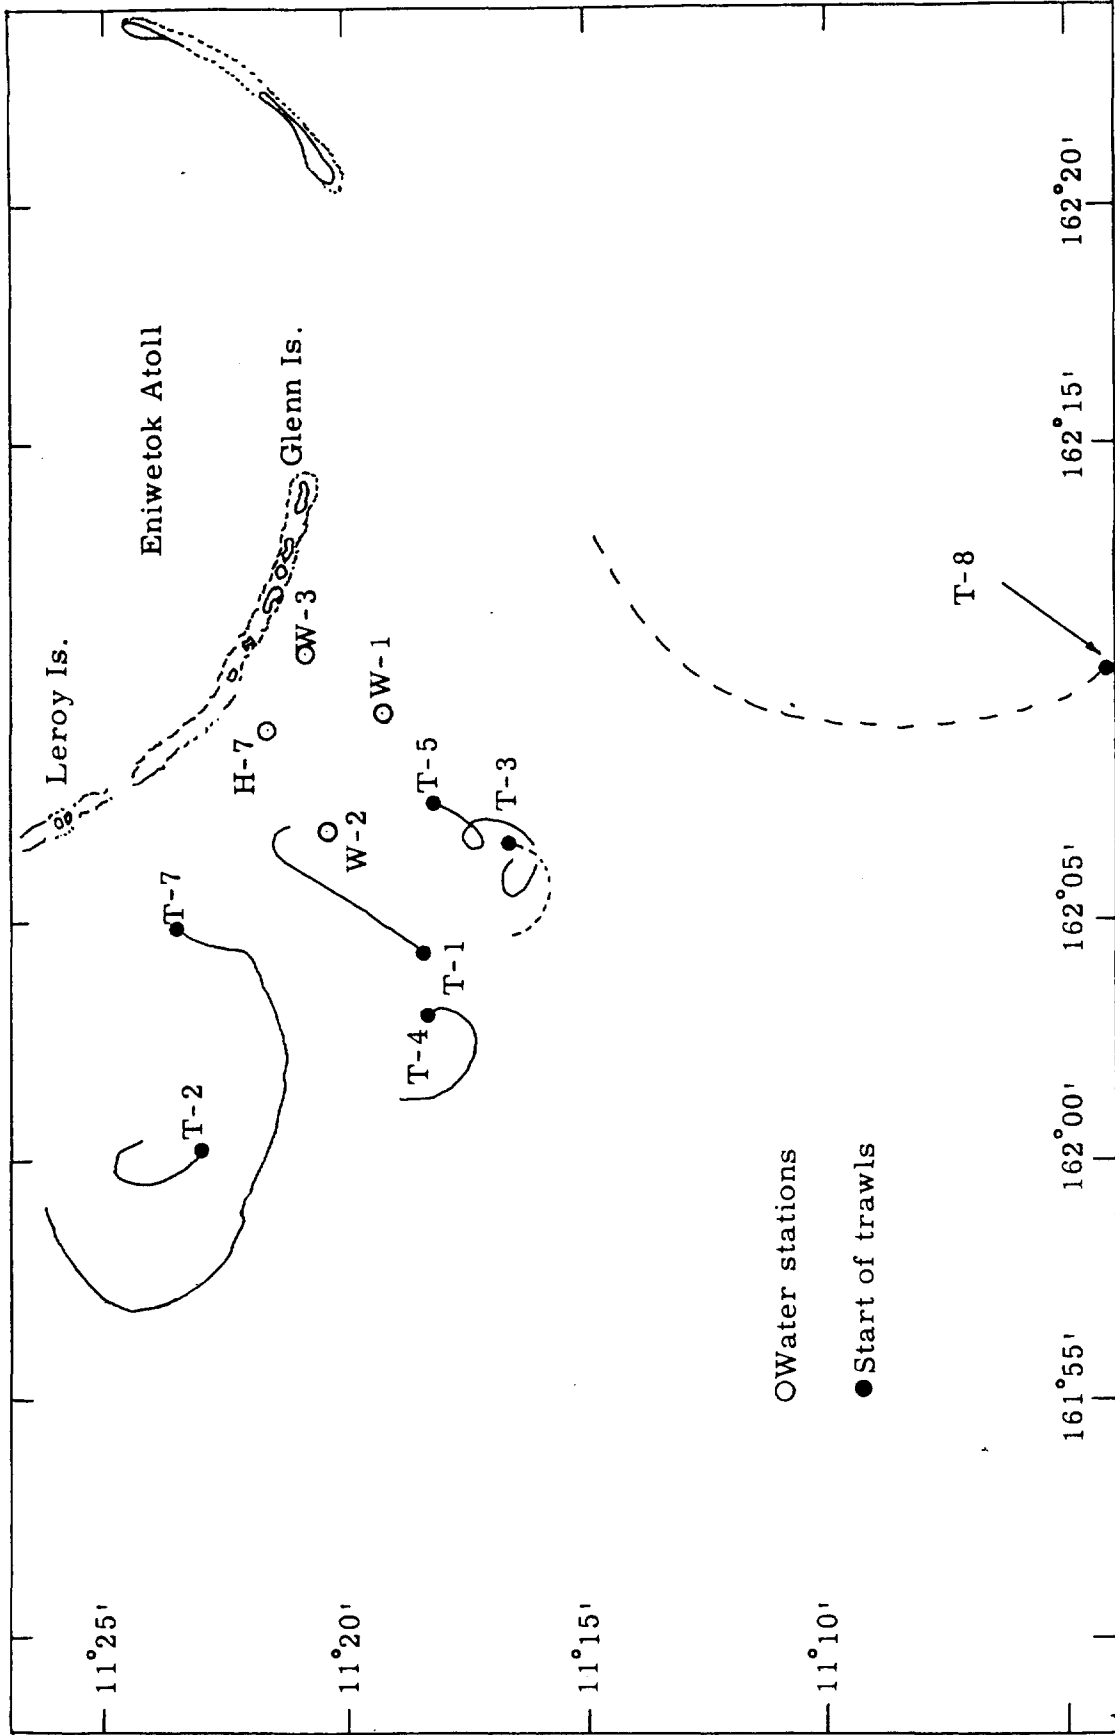 Leroy Is.
Eniwetok Atoll
Glenn Is.
H-7
W-3
W-1
W-2
T-7
T-2
T-5
T-3
T-1
T-4
T-8
Water stations
Start of trawls
11°25'
11°20'
11°15'
11°10'
161°55'
162°00'
162°05'
162°15'
162°20'